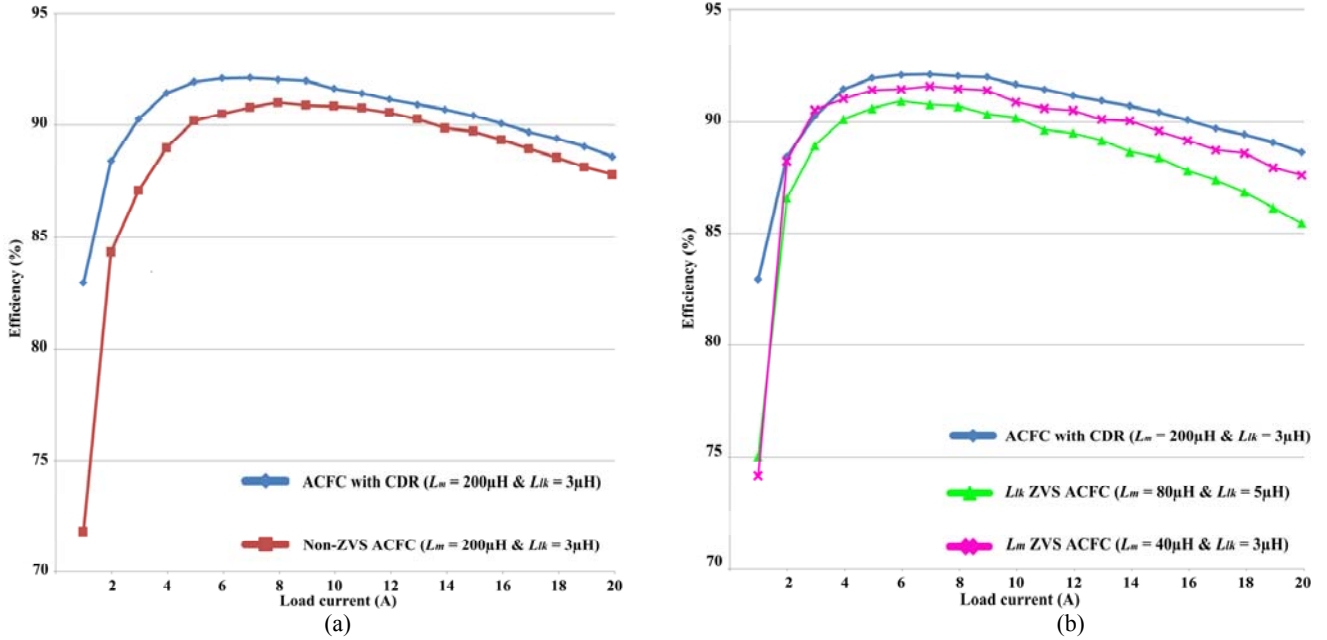 95
90
85
80
75
70
Efficiency (%)
2 4 6 8 10 12 14 16 18 20
Load current (A)
ACFC with CDR (Lm = 200μH & Llk = 3μH)
Non-ZVS ACFC (Lm = 200μH & Llk = 3μH)
(a)
95
90
85
80
75
70
Efficiency (%)
2 4 6 8 10 12 14 16 18 20
Load current (A)
ACFC with CDR (Lm = 200μH & Llk = 3μH)
Llk ZVS ACFC (Lm = 80μH & Llk = 5μH)
Lm ZVS ACFC (Lm = 40μH & Llk = 3μH)
(b)